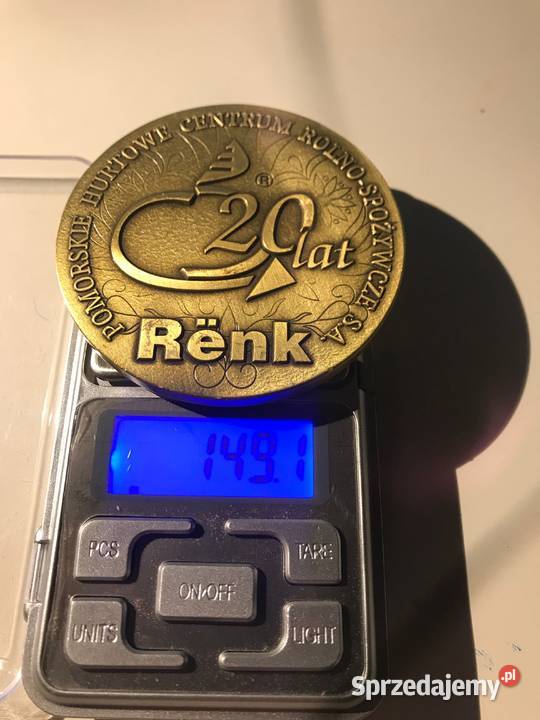 POMORSKIE HURTOWE CENTRUM ROLNO-SPOŻYWCZE S.A.
®
20 lat
Rënk
149.1
PCS
TARE
ON/OFF
UNITS
LIGHT
Sprzedajemy.pl